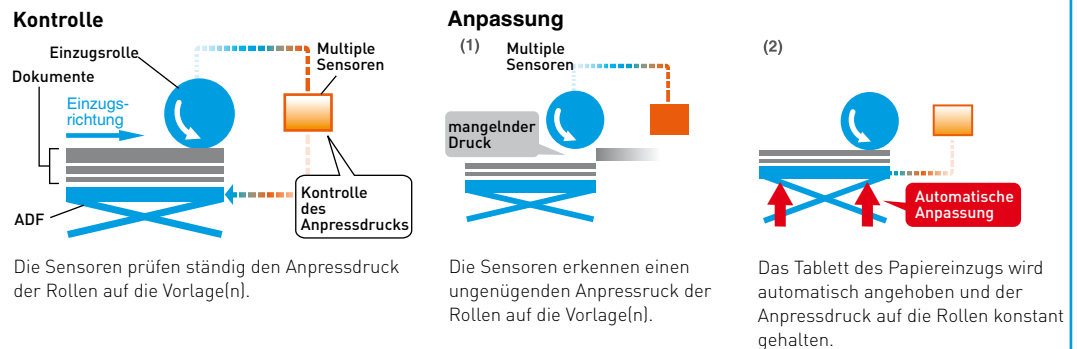 Kontrolle
Einzugsrolle
Multiple
Sensoren
Dokumente
Einzugs-
richtung
ADF
Kontrolle
des
Anpressdrucks
Die Sensoren prüfen ständig den Anpressdruck
der Rollen auf die Vorlage(n).
Anpassung
(1)
Multiple
Sensoren
mangelnder
Druck
Die Sensoren erkennen einen
ungenügenden Anpressruck der
Rollen auf die Vorlage(n).
(2)
Automatische
Anpassung
Das Tablett des Papiereinzugs wird
automatisch angehoben und der
Anpressdruck auf die Rollen konstant
gehalten.